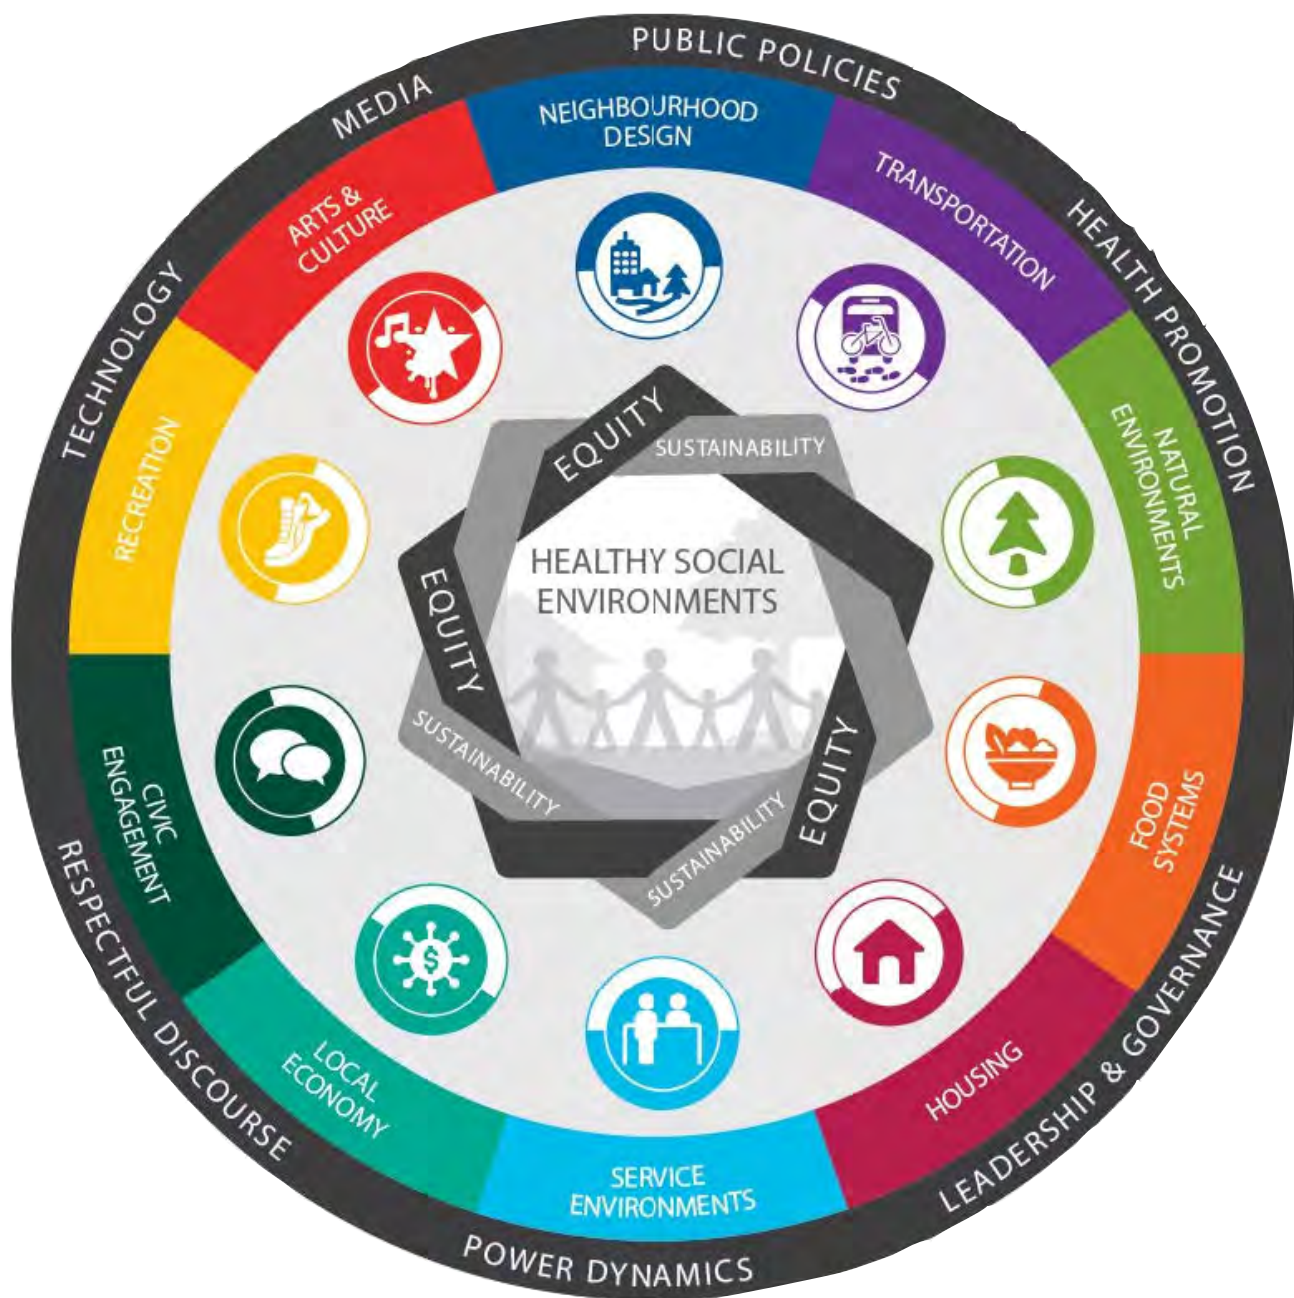 PUBLIC POLICIES
HEALTH PROMOTION
LEADERSHIP & GOVERNANCE
POWER DYNAMICS
RESPECTFUL DISCOURSE
TECHNOLOGY
MEDIA
NEIGHBOURHOOD
DESIGN
TRANSPORTATION
NATURAL
ENVIRONMENTS
FOOD
SYSTEMS
HOUSING
SERVICE
ENVIRONMENTS
LOCAL
ECONOMY
$
CIVIC
ENGAGEMENT
RECREATION
ARTS &
CULTURE
EQUITY
SUSTAINABILITY
EQUITY
SUSTAINABILITY
EQUITY
SUSTAINABILITY
HEALTHY SOCIAL
ENVIRONMENTS